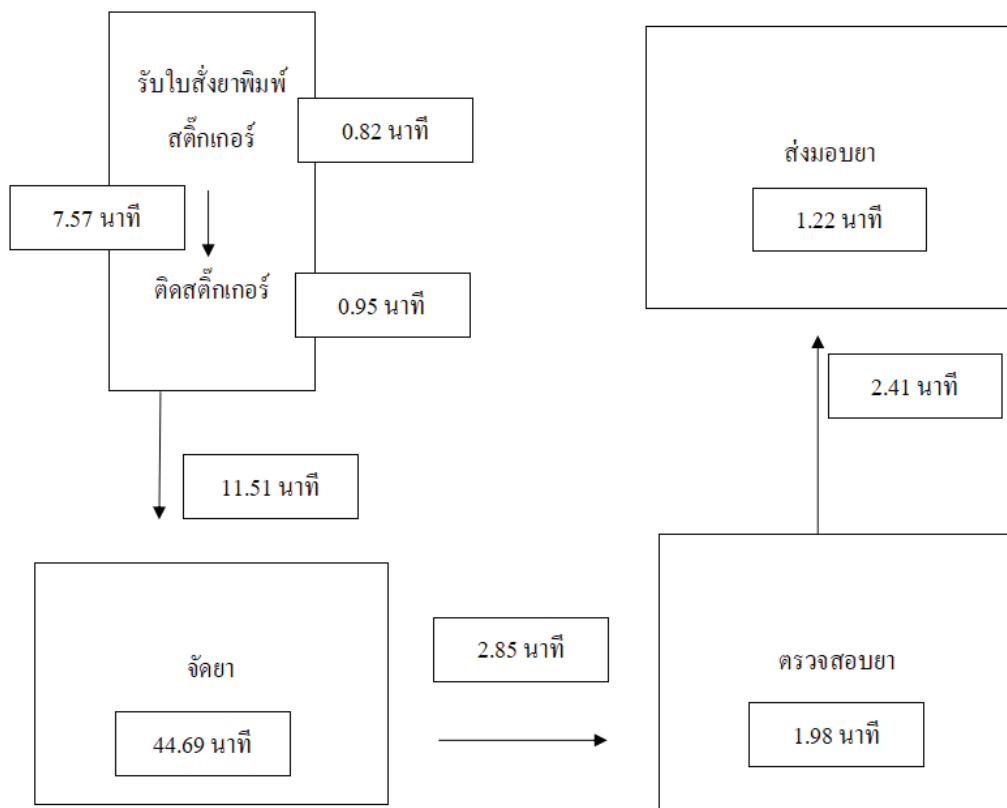 รับใบสั่งยาพิมพ์
สติ๊กเกอร์
0.82 นาที
7.57 นาที
ติดสติ๊กเกอร์
0.95 นาที
11.51 นาที
จัดยา
44.69 นาที
2.85 นาที
ตรวจสอบยา
1.98 นาที
2.41 นาที
ส่งมอบยา
1.22 นาที